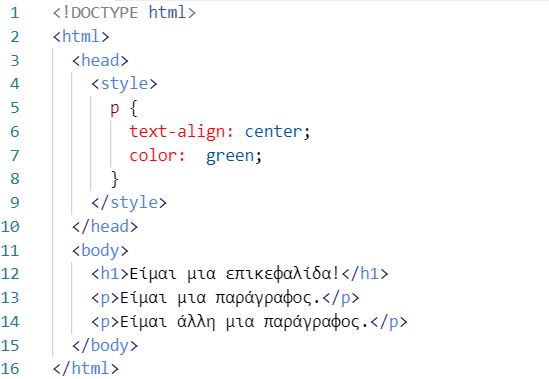 1 <!DOCTYPE html>
2 <html>
3 <head>
4 <style>
5 p {
6 text-align: center;
7 color:  green;
8 }
9 </style>
10 </head>
11 <body>
12 <h1>Είμαι μια επικεφαλίδα!</h1>
13 <p>Είμαι μια παράγραφος.</p>
14 <p>Είμαι άλλη μια παράγραφος.</p>
15 </body>
16 </html>